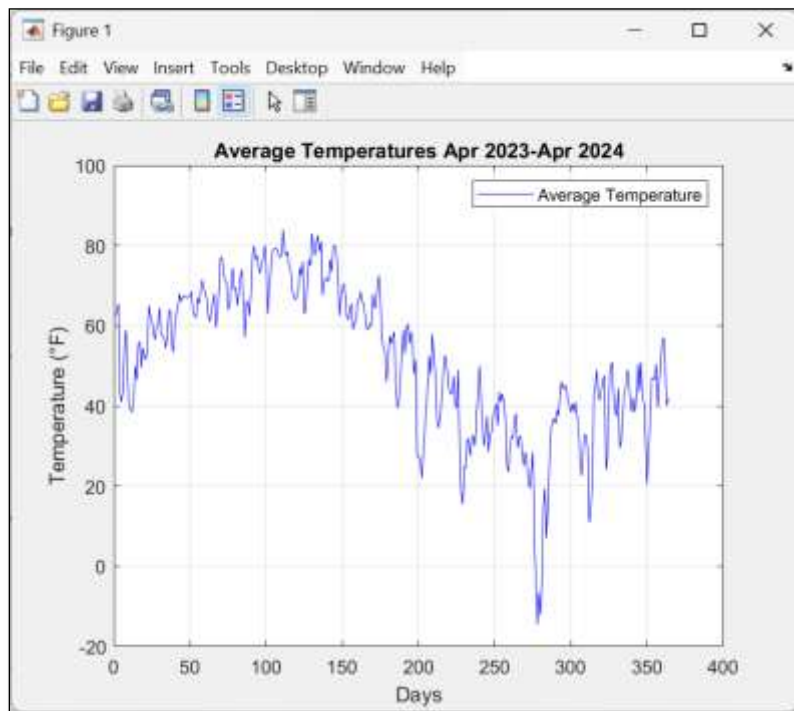 Figure 1
File Edit View Insert Tools Desktop Window Help
Average Temperatures Apr 2023-Apr 2024
Average Temperature
100
80
60
40
20
0
-20
Temperature (°F)
0 50 100 150 200 250 300 350 400
Days